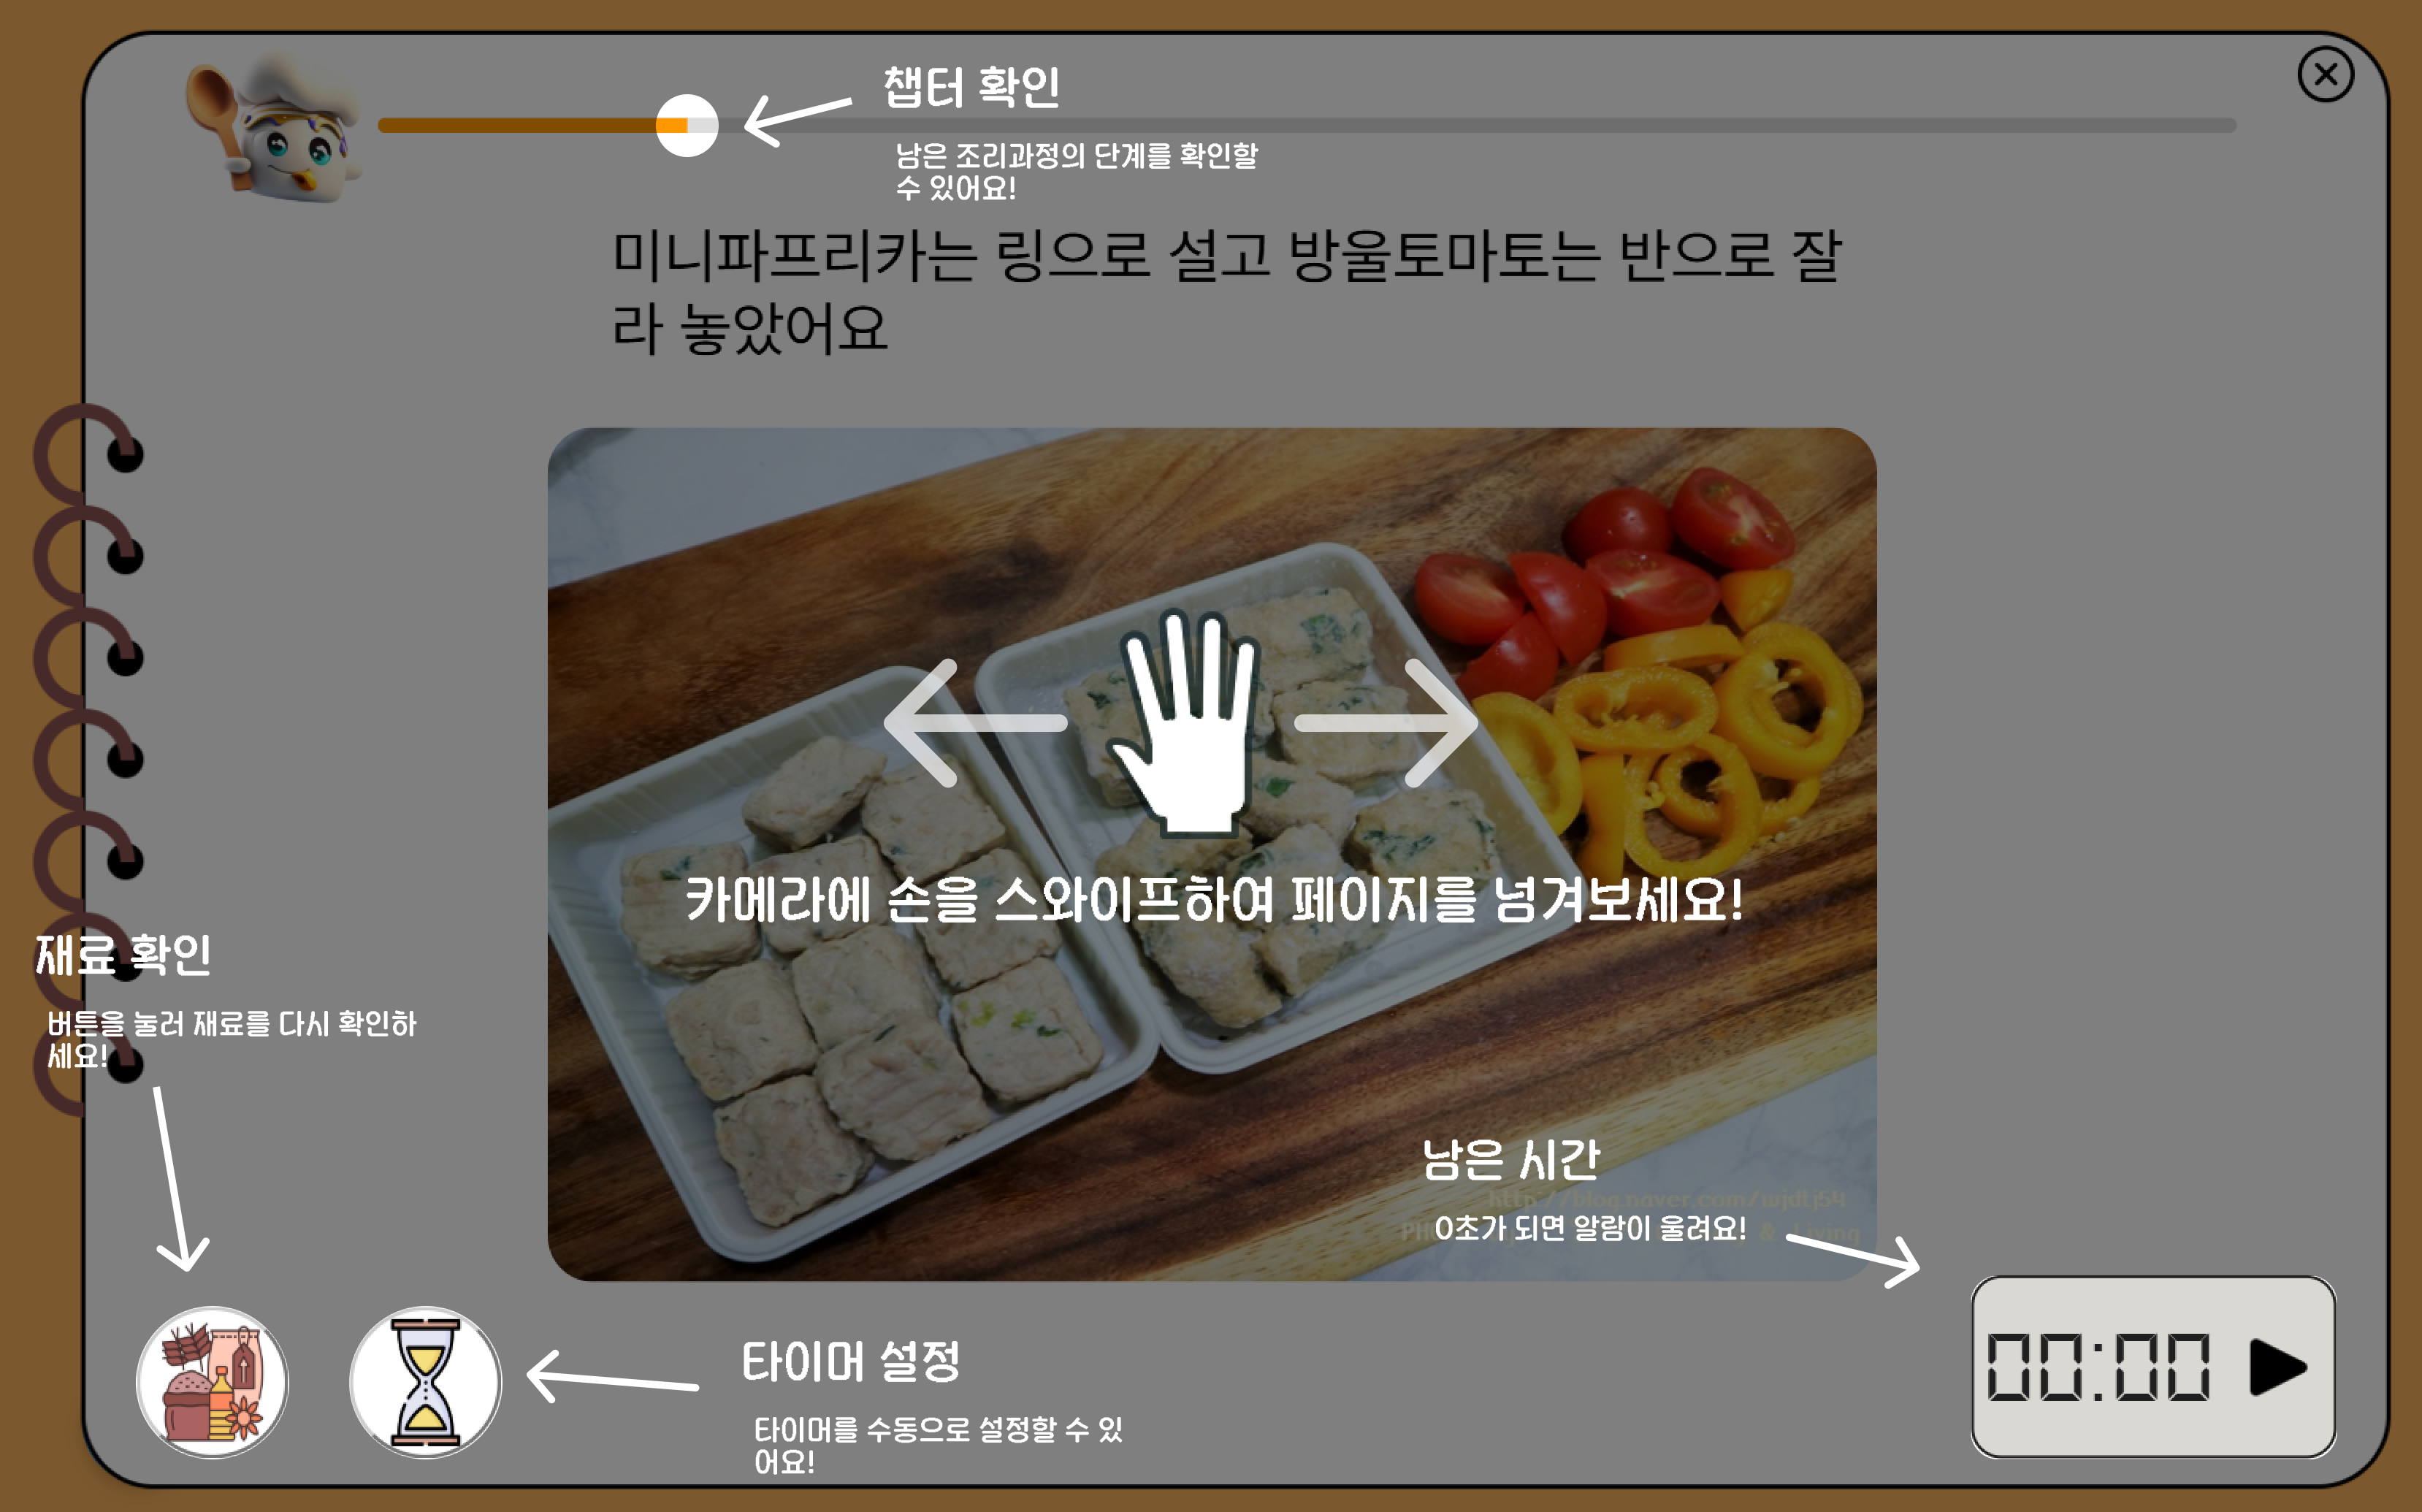 챕터 확인
남은 조리과정의 단계를 확인할
수 있어요!
미니파프리카는 링으로 설고 방울토마토는 반으로 잘
라 놓았어요
카메라에 손을 스와이프하여 페이지를 넘겨보세요!
재료 확인
버튼을 눌러 재료를 다시 확인하
세요!
남은 시간
http://blog.naver.com/wjdtj54
0초가 되면 알람이 울려요!
& Living
타이머 설정
타이머를 수동으로 설정할 수 있
어요!
00:00